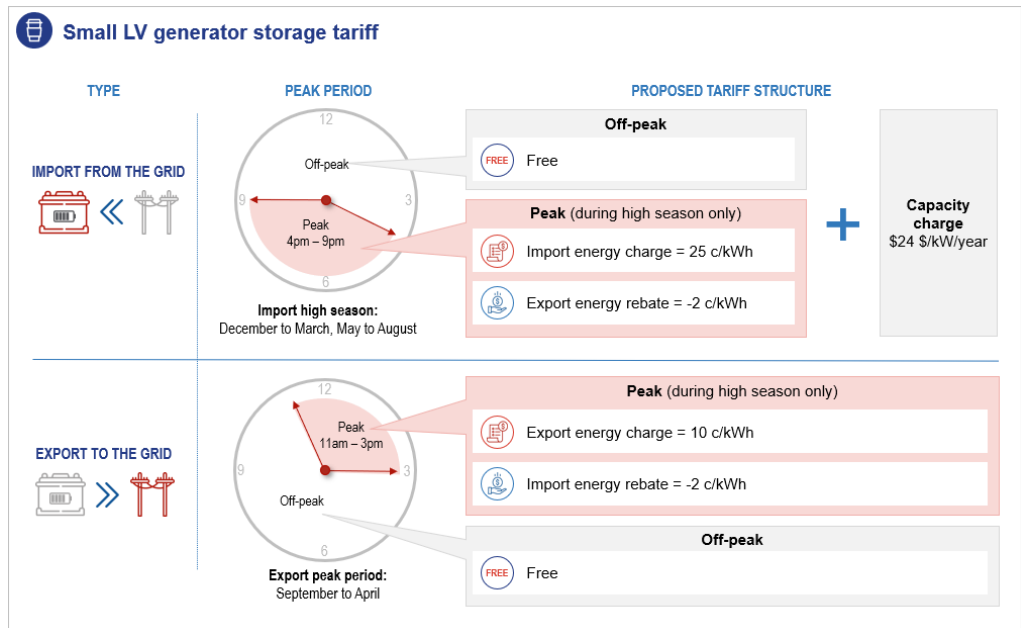 Small LV generator storage tariff
TYPE
PEAK PERIOD
PROPOSED TARIFF STRUCTURE
IMPORT FROM THE GRID
12
3
6
9
Off-peak
Peak
4pm – 9pm
Import high season:
December to March, May to August
Off-peak
FREE
Free
Peak (during high season only)
Import energy charge = 25 c/kWh
Export energy rebate = -2 c/kWh
+
Capacity
charge
$24 $/kW/year
EXPORT TO THE GRID
12
3
6
9
Peak
11am – 3pm
Off-peak
Export peak period:
September to April
Peak (during high season only)
Export energy charge = 10 c/kWh
Import energy rebate = -2 c/kWh
Off-peak
FREE
Free